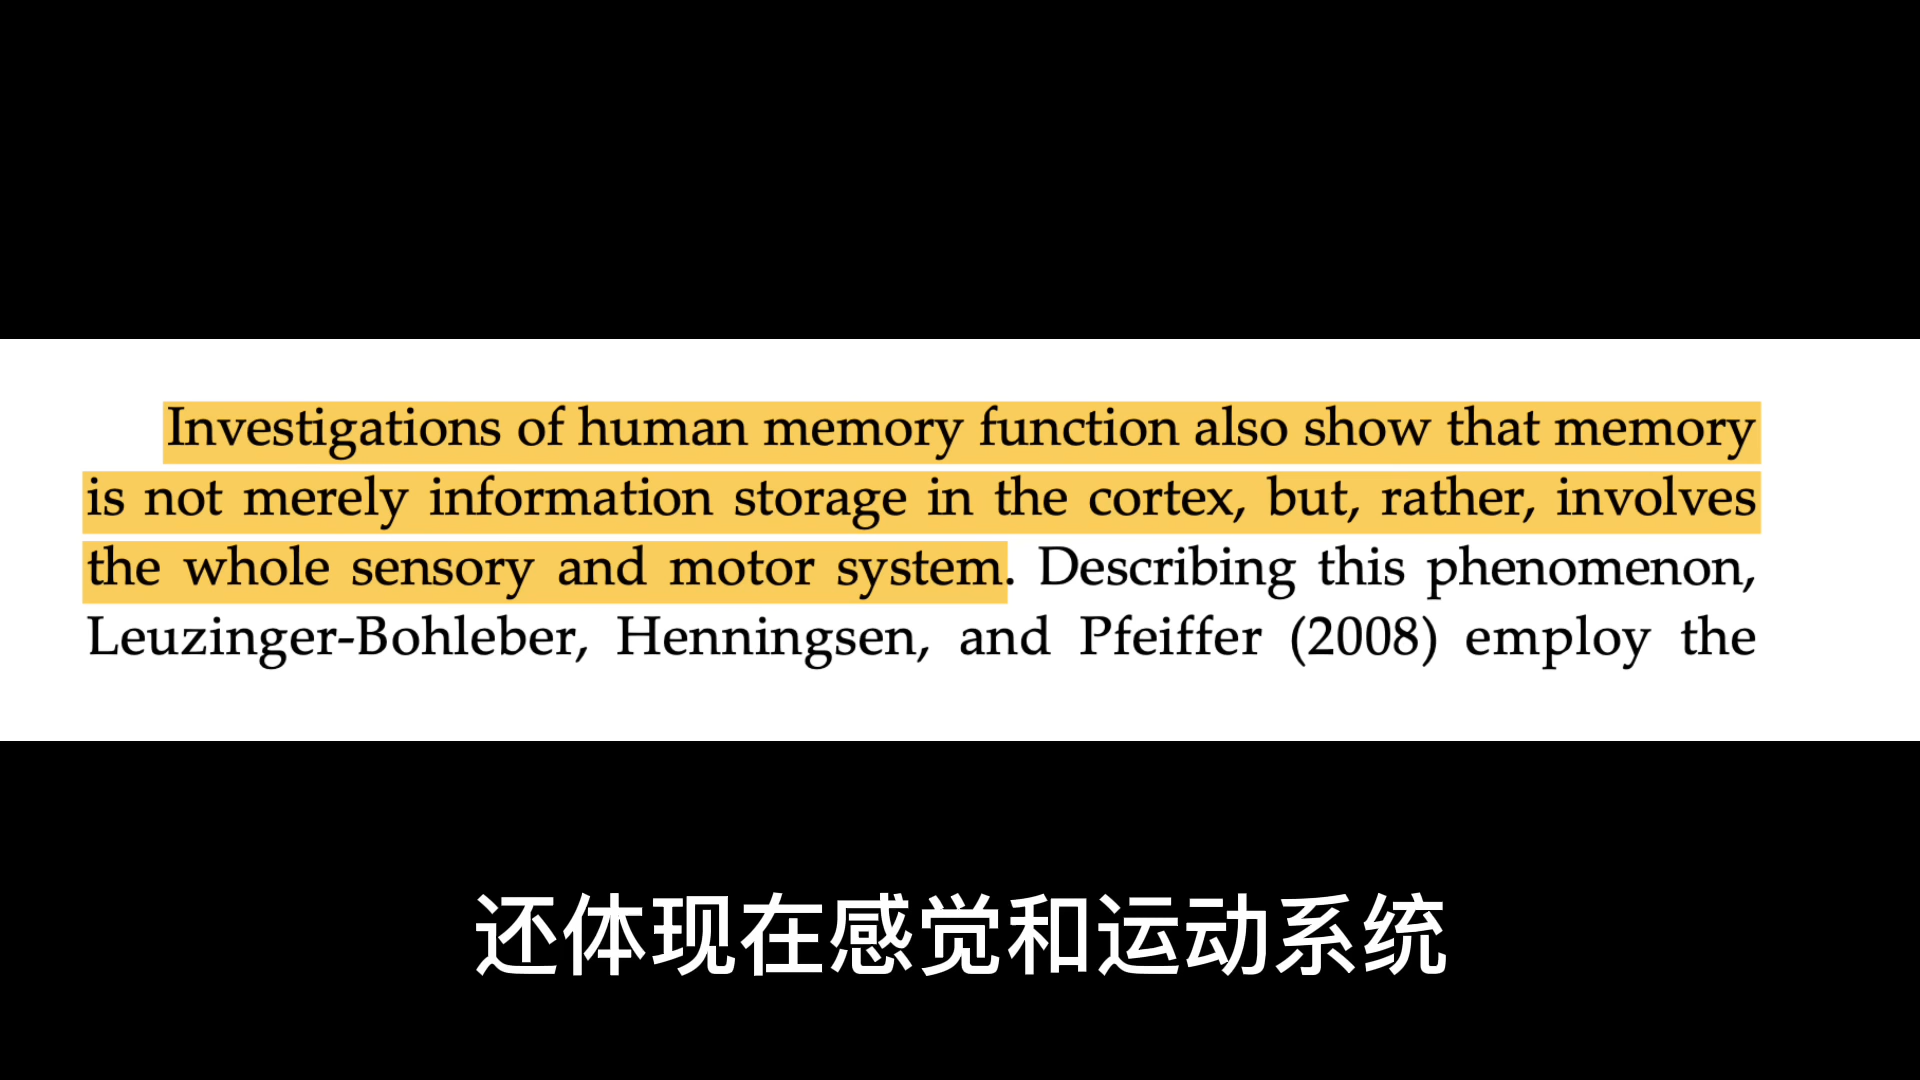 Investigations of human memory function also show that memory
is not merely information storage in the cortex, but, rather, involves
the whole sensory and motor system. Describing this phenomenon,
Leuzinger-Bohleber, Henningsen, and Pfeiffer (2008) employ the
还体现在感觉和运动系统